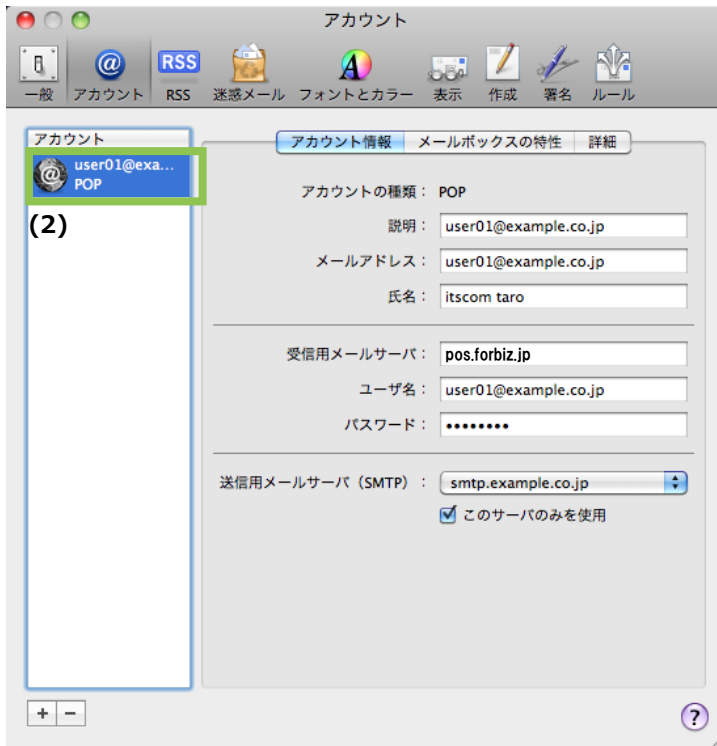 アカウント
RSS
一般 アカウント RSS 迷惑メール フォントとカラー 表示 作成 署名 ルール
アカウント
アカウント情報 メールボックスの特性 詳細
user01@exa...
POP
(2)
アカウントの種類： POP
説明： user01@example.co.jp
メールアドレス： user01@example.co.jp
氏名： itscom taro
受信用メールサーバ： pos.forbiz.jp
ユーザ名： user01@example.co.jp
パスワード： ••••••••
送信用メールサーバ（SMTP）： smtp.example.co.jp
このサーバのみを使用
+ −
?